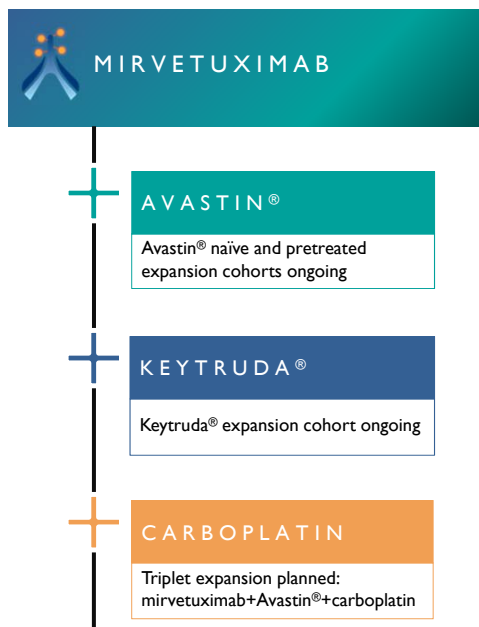 MIRVETUXIMAB
AVASTIN®
Avastin® naïve and pretreated
expansion cohorts ongoing
KEYTRUDA®
Keytruda® expansion cohort ongoing
CARBOPLATIN
Triplet expansion planned:
mirvetuximab+Avastin®+carboplatin